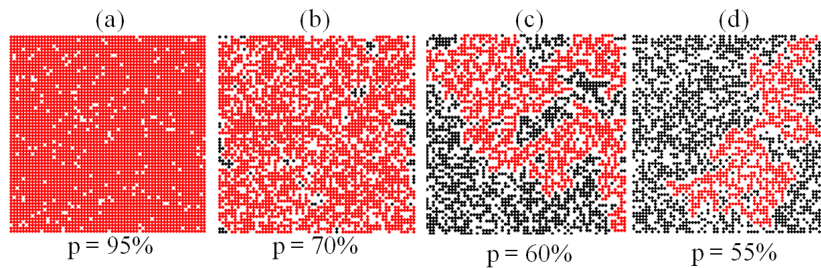 (a) (b) (c) (d)
p = 95% p = 70% p = 60% p = 55%